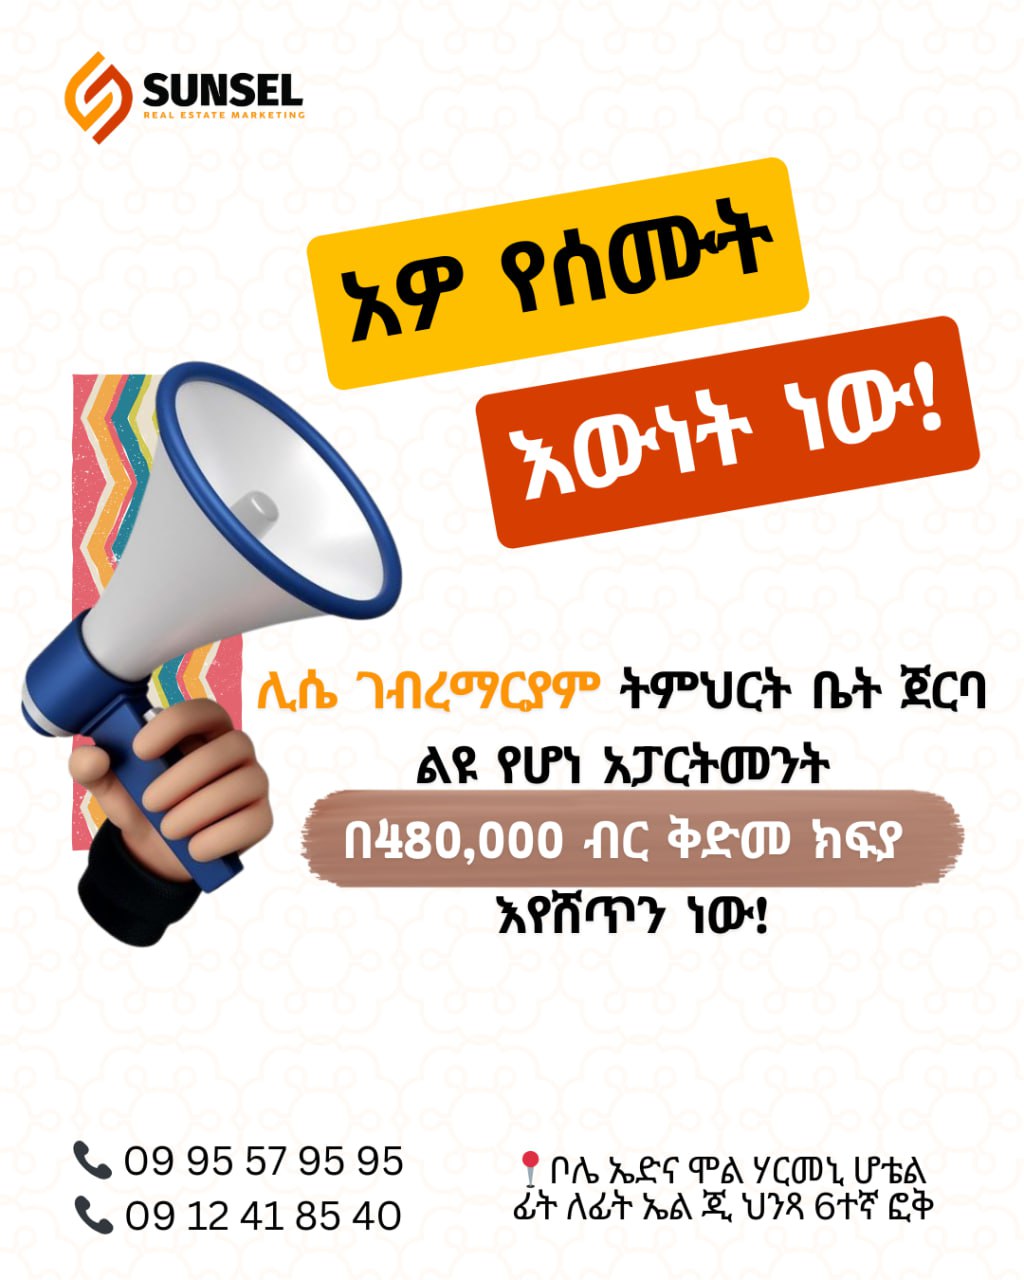 SUNSEL
REAL ESTATE MARKETING
አዎ የሰሙት
እውነት ነው!
ሊሴ ገብረማርያም ትምህርት ቤት ጀርባ
ልዩ የሆነ አፓርትመንት
በ480,000 ብር ቅድመ ክፍያ
እየሸጥን ነው!
09 95 57 95 95
09 12 41 85 40
ቦሌ ኤድና ሞል ሃርመኒ ሆቴል
ፊት ለፊት ኤል ጂ ህንጻ 6ተኛ ፎቅ